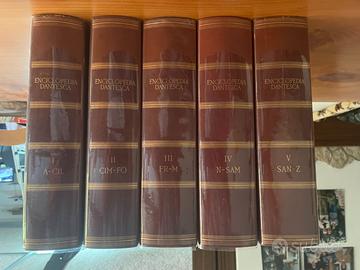 ENCICLOPEDIA
DANTESCA
I
A-CIL
ENCICLOPEDIA
DANTESCA
II
CIM-FO
ENCICLOPEDIA
DANTESCA
III
FR-M
ENCICLOPEDIA
DANTESCA
IV
N-SAM
ENCICLOPEDIA
DANTESCA
V
SAN-Z
subito